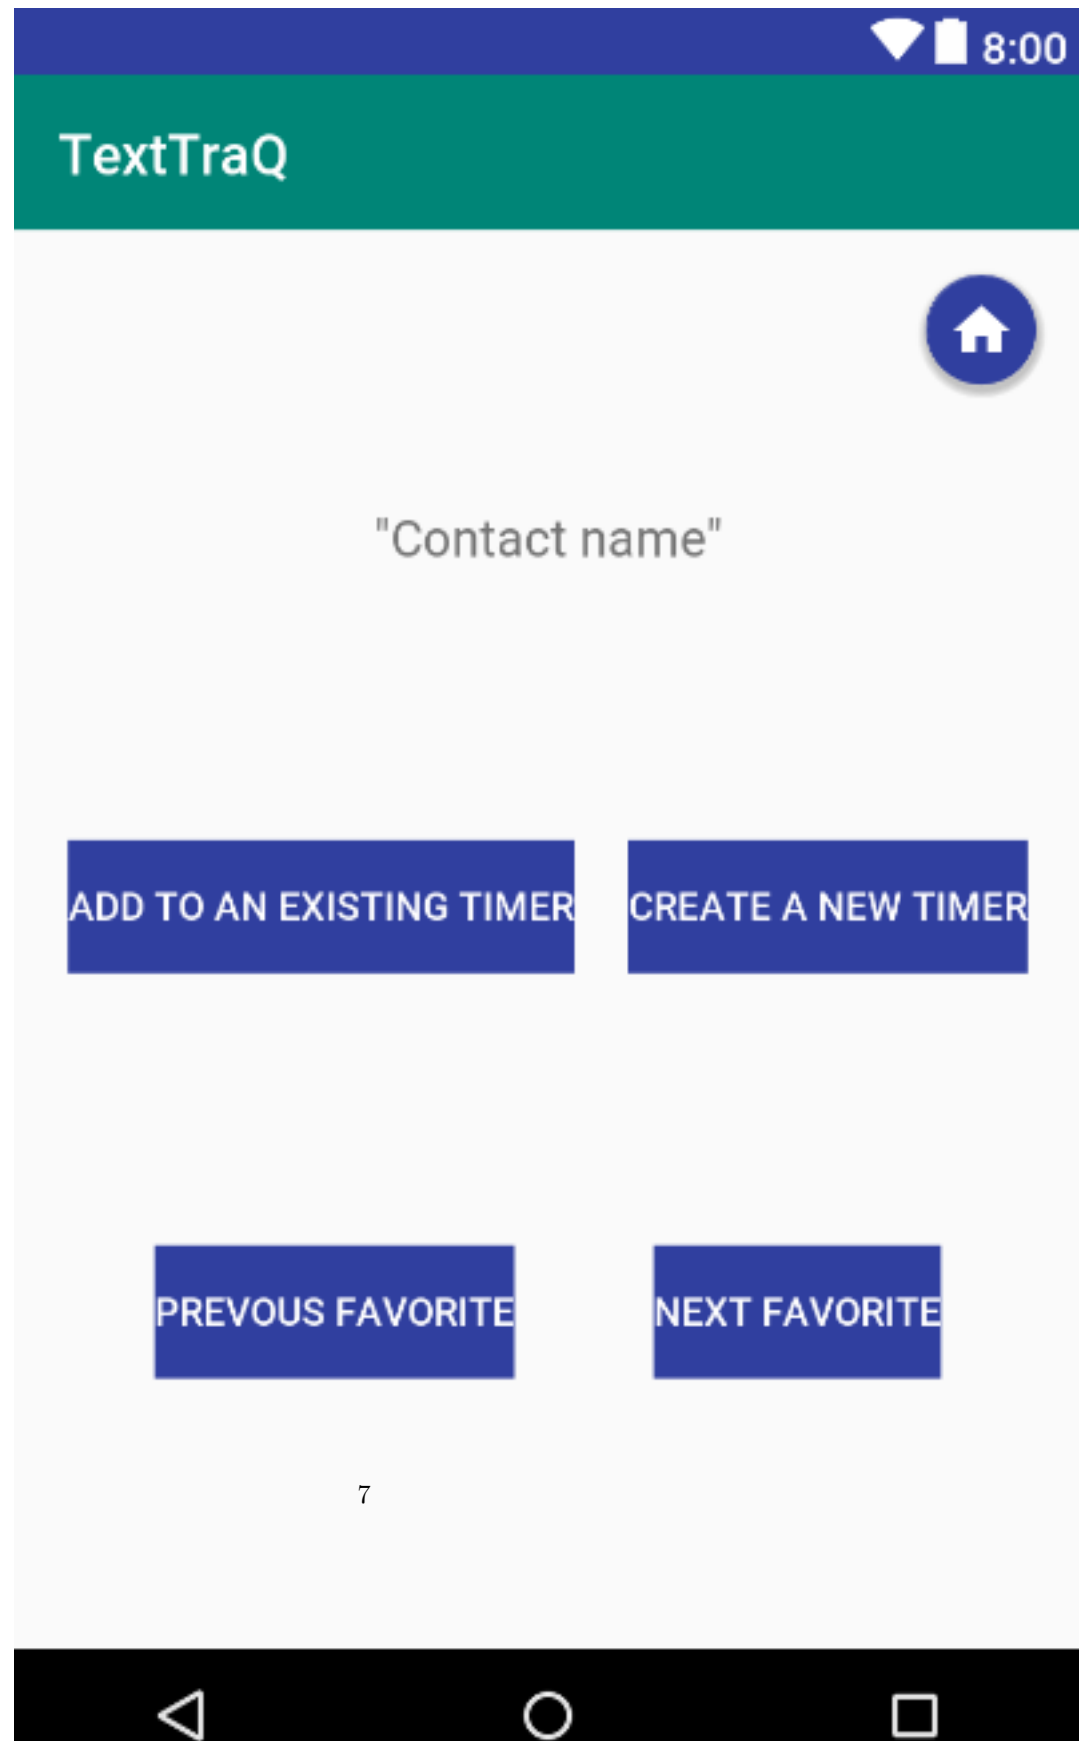 8:00
TextTraQ
"Contact name"
ADD TO AN EXISTING TIMER CREATE A NEW TIMER
PREVOUS FAVORITE NEXT FAVORITE
7